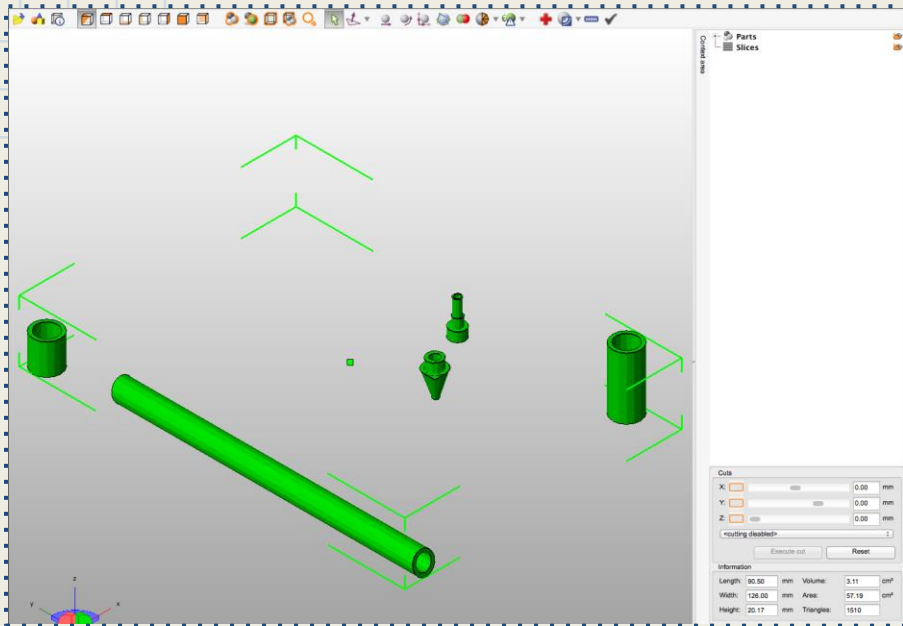 Context area
Parts
Slices
Cuts
X: 0.00 mm
Y: 0.00 mm
Z: 0.00 mm
<cutting disabled>
Execute cut Reset
Information
Length: 90.50 mm Volume: 3.11 cm³
Width: 126.00 mm Area: 57.19 cm²
Height: 20.17 mm Triangles: 1510
z
y x